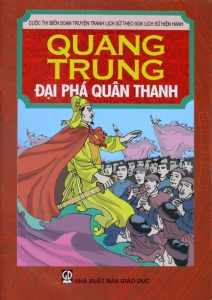 CUỘC THI BIÊN SOẠN TRUYỆN TRANH LỊCH SỬ THEO SGK LỊCH SỬ HIỆN HÀNH
QUANG
TRUNG
ĐẠI PHÁ QUÂN THANH
NHÀ XUẤT BẢN GIÁO DỤC